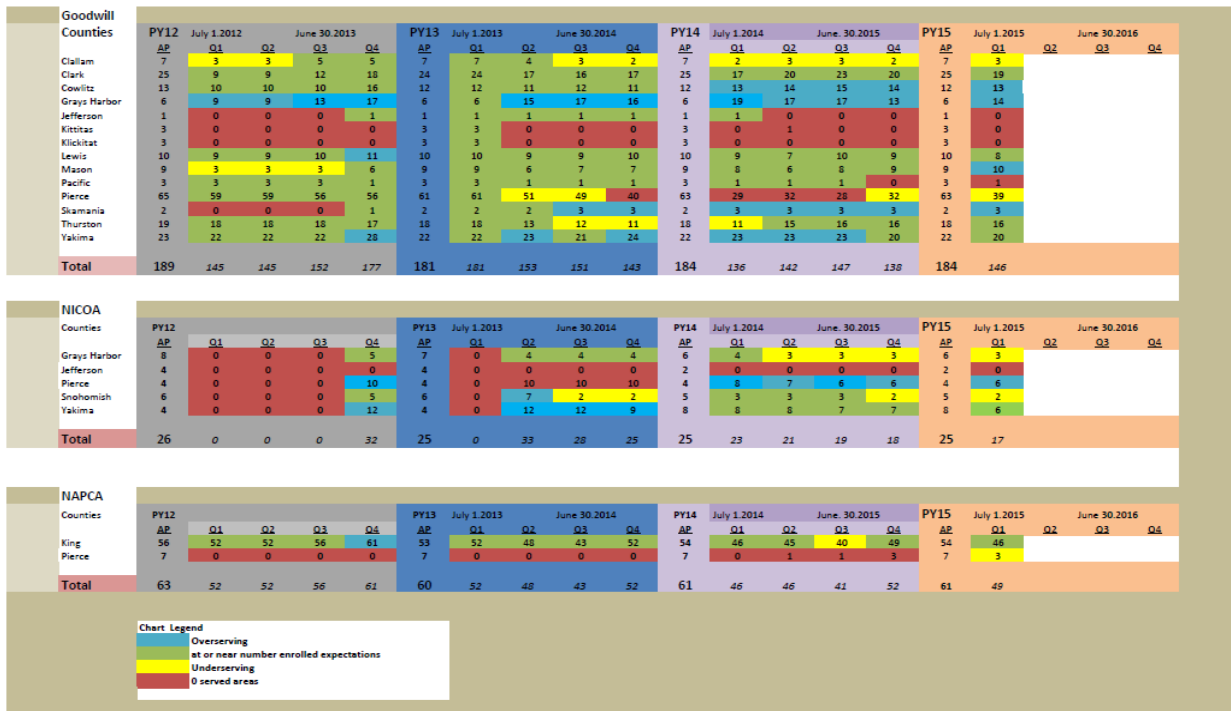 Goodwill
Counties PY12 July 1.2012 June 30.2013 PY13 July 1.2013 June 30.2014 PY14 July 1.2014 June. 30.2015 PY15 July 1.2015 June 30.2016
AP Q1 Q2 Q3 Q4 AP Q1 Q2 Q3 Q4 AP Q1 Q2 Q3 Q4 AP Q1 Q2 Q3 Q4
Clallam 7 3 3 5 5 7 7 4 3 2 7 2 3 3 2 7 3
Clark 25 9 9 12 18 24 24 17 16 17 25 17 20 23 20 25 19
Cowlitz 13 10 10 10 16 12 12 11 12 11 12 13 14 15 14 12 13
Grays Harbor 6 9 9 13 17 6 6 15 17 16 6 19 17 17 13 6 14
Jefferson 1 0 0 0 1 1 1 1 1 1 1 1 0 0 0 1 0
Kittitas 3 0 0 0 0 3 3 0 0 0 3 0 1 0 0 3 0
Klickitat 3 0 0 0 0 3 3 0 0 0 3 0 0 0 0 3 0
Lewis 10 9 9 10 11 10 10 9 9 10 10 9 7 10 9 10 8
Mason 9 3 3 3 6 9 9 6 7 7 9 8 6 8 9 9 10
Pacific 3 3 3 3 1 3 3 1 1 1 3 1 1 1 0 3 1
Pierce 65 59 59 56 56 61 61 51 49 40 63 29 32 28 32 63 39
Skamania 2 0 0 0 1 2 2 2 3 3 2 3 3 3 3 2 3
Thurston 19 18 18 18 17 18 18 13 12 11 18 11 15 16 16 18 16
Yakima 23 22 22 22 28 22 22 23 21 24 22 23 23 23 20 22 20
Total 189 145 145 152 177 181 181 153 151 143 184 136 142 147 138 184 146
NICOA
Counties PY12 PY13 July 1.2013 June 30.2014 PY14 July 1.2014 June. 30.2015 PY15 July 1.2015 June 30.2016
AP Q1 Q2 Q3 Q4 AP Q1 Q2 Q3 Q4 AP Q1 Q2 Q3 Q4 AP Q1 Q2 Q3 Q4
Grays Harbor 8 0 0 0 5 7 0 4 4 4 6 4 3 3 3 6 3
Jefferson 4 0 0 0 0 4 0 0 0 0 2 0 0 0 0 2 0
Pierce 4 0 0 0 10 4 0 10 10 10 4 8 7 6 6 4 6
Snohomish 6 0 0 0 5 6 0 7 2 2 5 3 3 3 2 5 2
Yakima 4 0 0 0 12 4 0 12 12 9 8 8 8 7 7 8 6
Total 26 0 0 0 32 25 0 33 28 25 25 23 21 19 18 25 17
NAPCA
Counties PY12 PY13 July 1.2013 June 30.2014 PY14 July 1.2014 June. 30.2015 PY15 July 1.2015 June 30.2016
AP Q1 Q2 Q3 Q4 AP Q1 Q2 Q3 Q4 AP Q1 Q2 Q3 Q4 AP Q1 Q2 Q3 Q4
King 56 52 52 56 61 53 52 48 43 52 54 46 45 40 49 54 46
Pierce 7 0 0 0 0 7 0 0 0 0 7 0 1 1 3 7 3
Total 63 52 52 56 61 60 52 48 43 52 61 46 46 41 52 61 49
Chart Legend
Overserving
at or near number enrolled expectations
Underserving
0 served areas